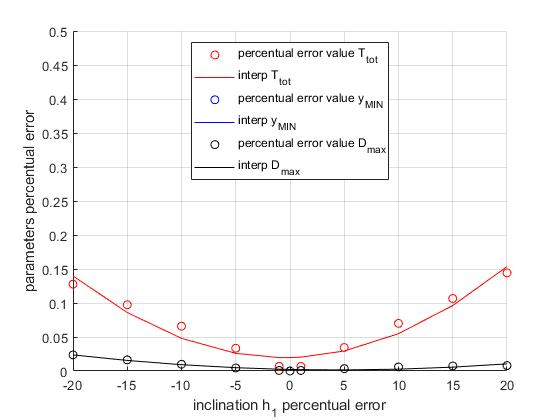 0.5
0.45
0.4
0.35
0.3
0.25
0.2
0.15
0.1
0.05
0
parameters percentual error
percentual error value T_tot
interp T_tot
percentual error value y_MIN
interp y_MIN
percentual error value D_max
interp D_max
-20 -15 -10 -5 0 5 10 15 20
inclination h_1 percentual error